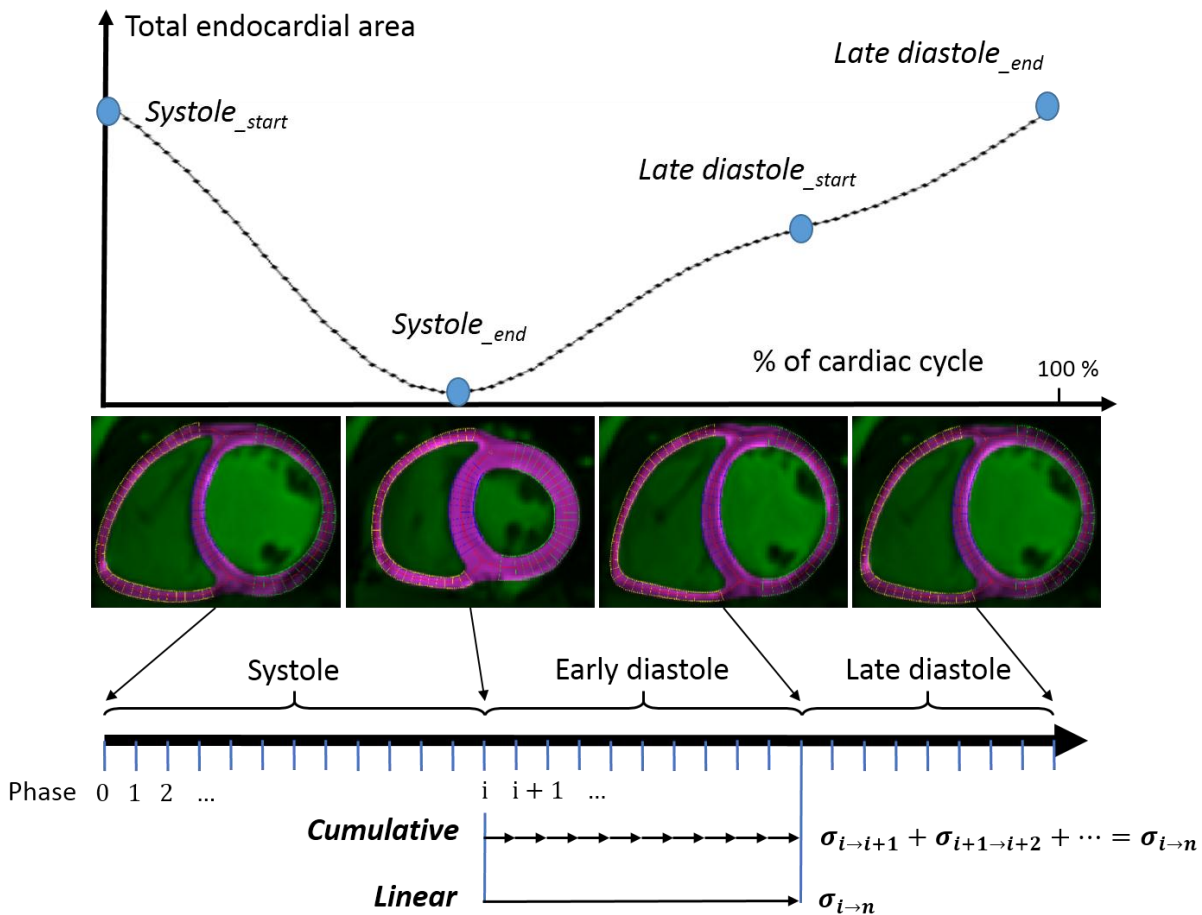 Total endocardial area
Late diastole_end
Systole_start
Late diastole_start
Systole_end
% of cardiac cycle
100 %
Systole
Early diastole
Late diastole
Phase 0 1 2 ... i i + 1 ...
Cumulative σi→i+1 + σi+1→i+2 + ⋯ = σi→n
Linear σi→n